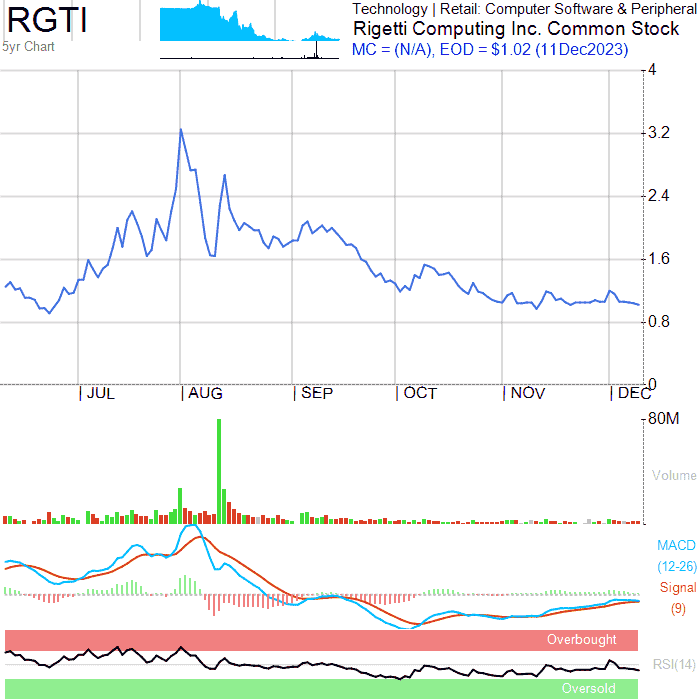 RGTI
5yr Chart
Technology | Retail: Computer Software & Peripheral
Rigetti Computing Inc. Common Stock
MC = (N/A), EOD = $1.02 (11Dec2023)
4
3.2
2.4
1.6
0.8
0
JUL AUG SEP OCT NOV DEC
80M
Volume
MACD
(12-26)
Signal
(9)
Overbought
RSI(14)
Oversold